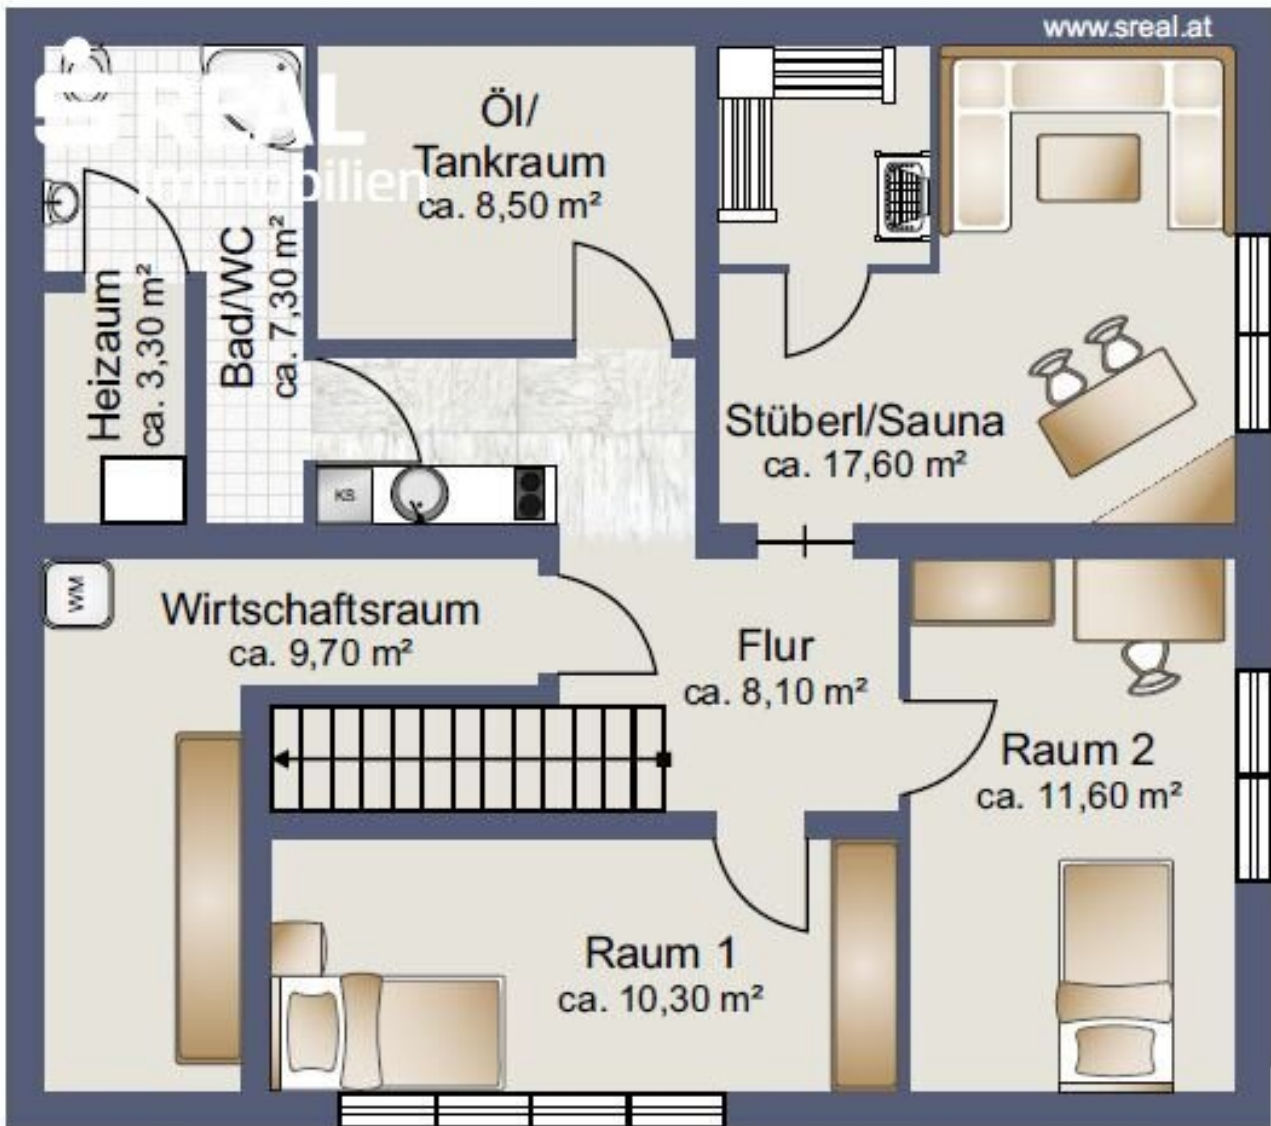 www.sreal.at
S REAL
Immobilien
Öl/
Tankraum
ca. 8,50 m²
Heizaum
ca. 3,30 m²
Bad/WC
ca. 7,30 m²
KS
Stüberl/Sauna
ca. 17,60 m²
WM
Wirtschaftsraum
ca. 9,70 m²
Flur
ca. 8,10 m²
Raum 2
ca. 11,60 m²
Raum 1
ca. 10,30 m²